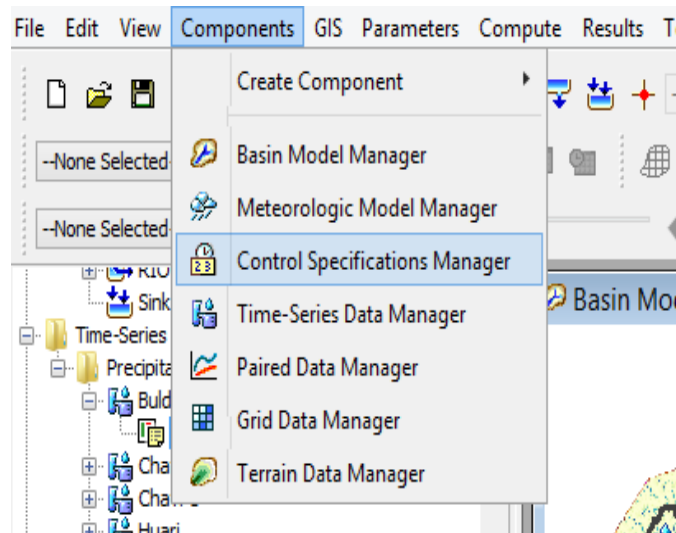 File Edit View Components GIS Parameters Compute Results
Create Component
--None Selected-
Basin Model Manager
Meteorologic Model Manager
--None Selected-
Control Specifications Manager
Sink
Time-Series Data Manager
Basin Mod
Time-Series
Precipita
Paired Data Manager
Buld
Grid Data Manager
Cha
Terrain Data Manager
Huari